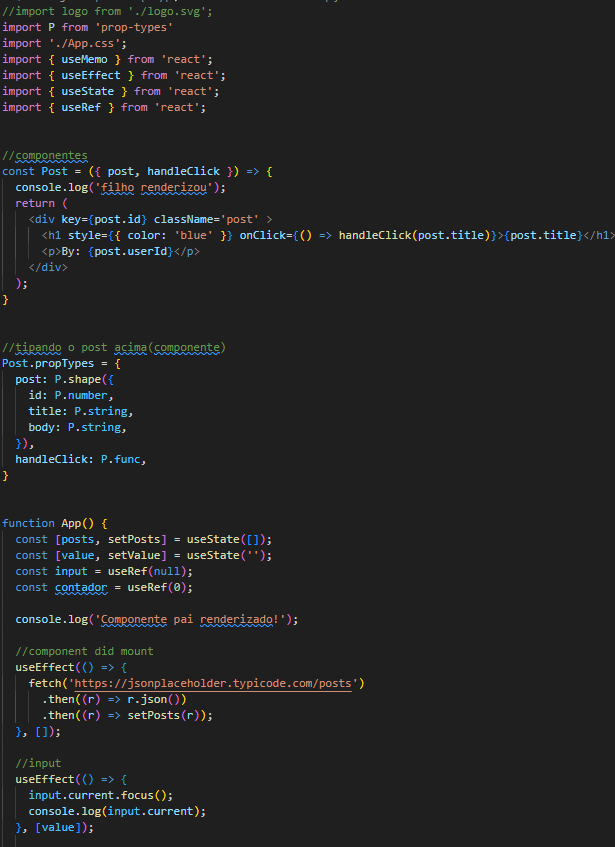 //import logo from './logo.svg';
import P from 'prop-types'
import './App.css';
import { useMemo } from 'react';
import { useEffect } from 'react';
import { useState } from 'react';
import { useRef } from 'react';
//componentes
const Post = ({ post, handleClick }) => {
console.log('filho renderizou');
return (
<div key={post.id} className='post' >
<h1 style={{ color: 'blue' }} onClick={() => handleClick(post.title)}>{post.title}</h1>
<p>By: {post.userId}</p>
</div>
);
}
//tipando o post acima(componente)
Post.propTypes = {
post: P.shape({
id: P.number,
title: P.string,
body: P.string,
}),
handleClick: P.func,
}
function App() {
const [posts, setPosts] = useState([]);
const [value, setValue] = useState('');
const input = useRef(null);
const contador = useRef(0);
console.log('Componente pai renderizado!');
//component did mount
useEffect(() => {
fetch('https://jsonplaceholder.typicode.com/posts')
.then((r) => r.json())
.then((r) => setPosts(r));
}, []);
//input
useEffect(() => {
input.current.focus();
console.log(input.current);
}, [value]);